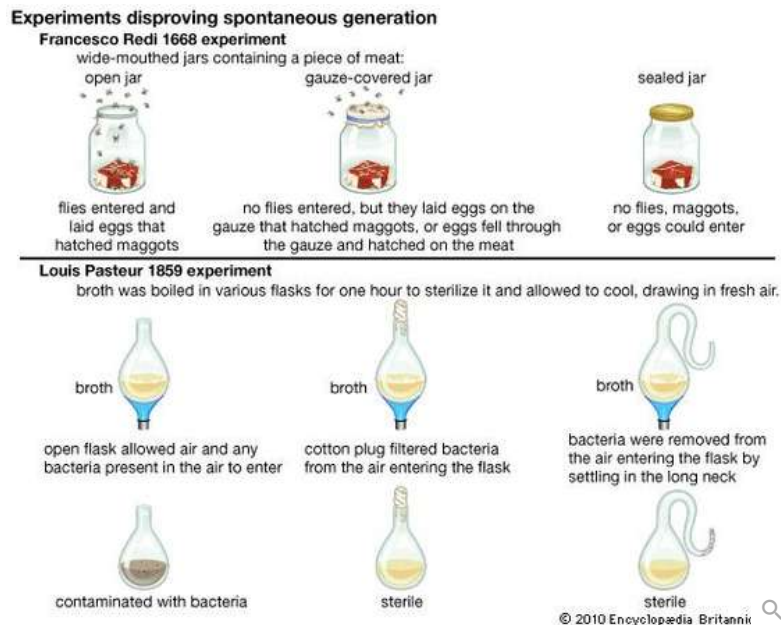 Experiments disproving spontaneous generation
Francesco Redi 1668 experiment
wide-mouthed jars containing a piece of meat:
open jar
gauze-covered jar
sealed jar
flies entered and
laid eggs that
hatched maggots
no flies entered, but they laid eggs on the
gauze that hatched maggots, or eggs fell through
the gauze and hatched on the meat
no flies, maggots,
or eggs could enter
Louis Pasteur 1859 experiment
broth was boiled in various flasks for one hour to sterilize it and allowed to cool, drawing in fresh air.
broth
broth
broth
open flask allowed air and any
bacteria present in the air to enter
cotton plug filtered bacteria
from the air entering the flask
bacteria were removed from
the air entering the flask by
settling in the long neck
contaminated with bacteria
sterile
sterile
© 2010 Encyclopædia Britannic